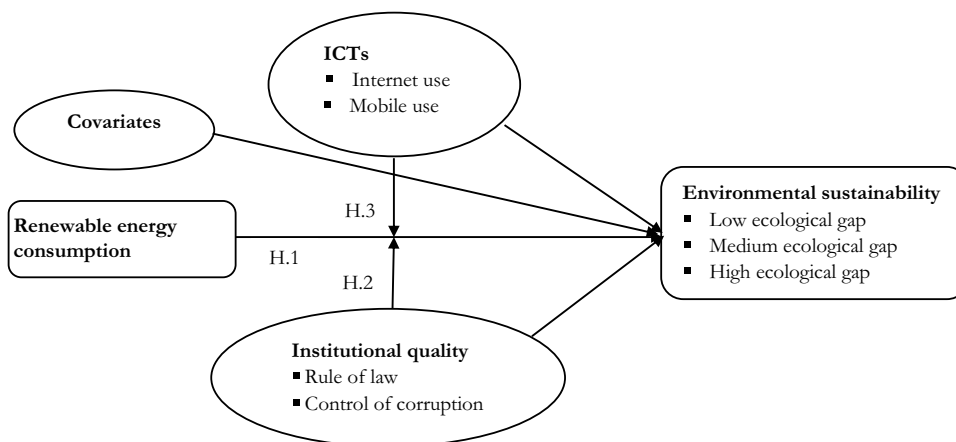 ICTs
▪ Internet use
▪ Mobile use
Covariates
Environmental sustainability
▪ Low ecological gap
▪ Medium ecological gap
▪ High ecological gap
H.3
Renewable energy
consumption
H.1
H.2
Institutional quality
▪ Rule of law
▪ Control of corruption